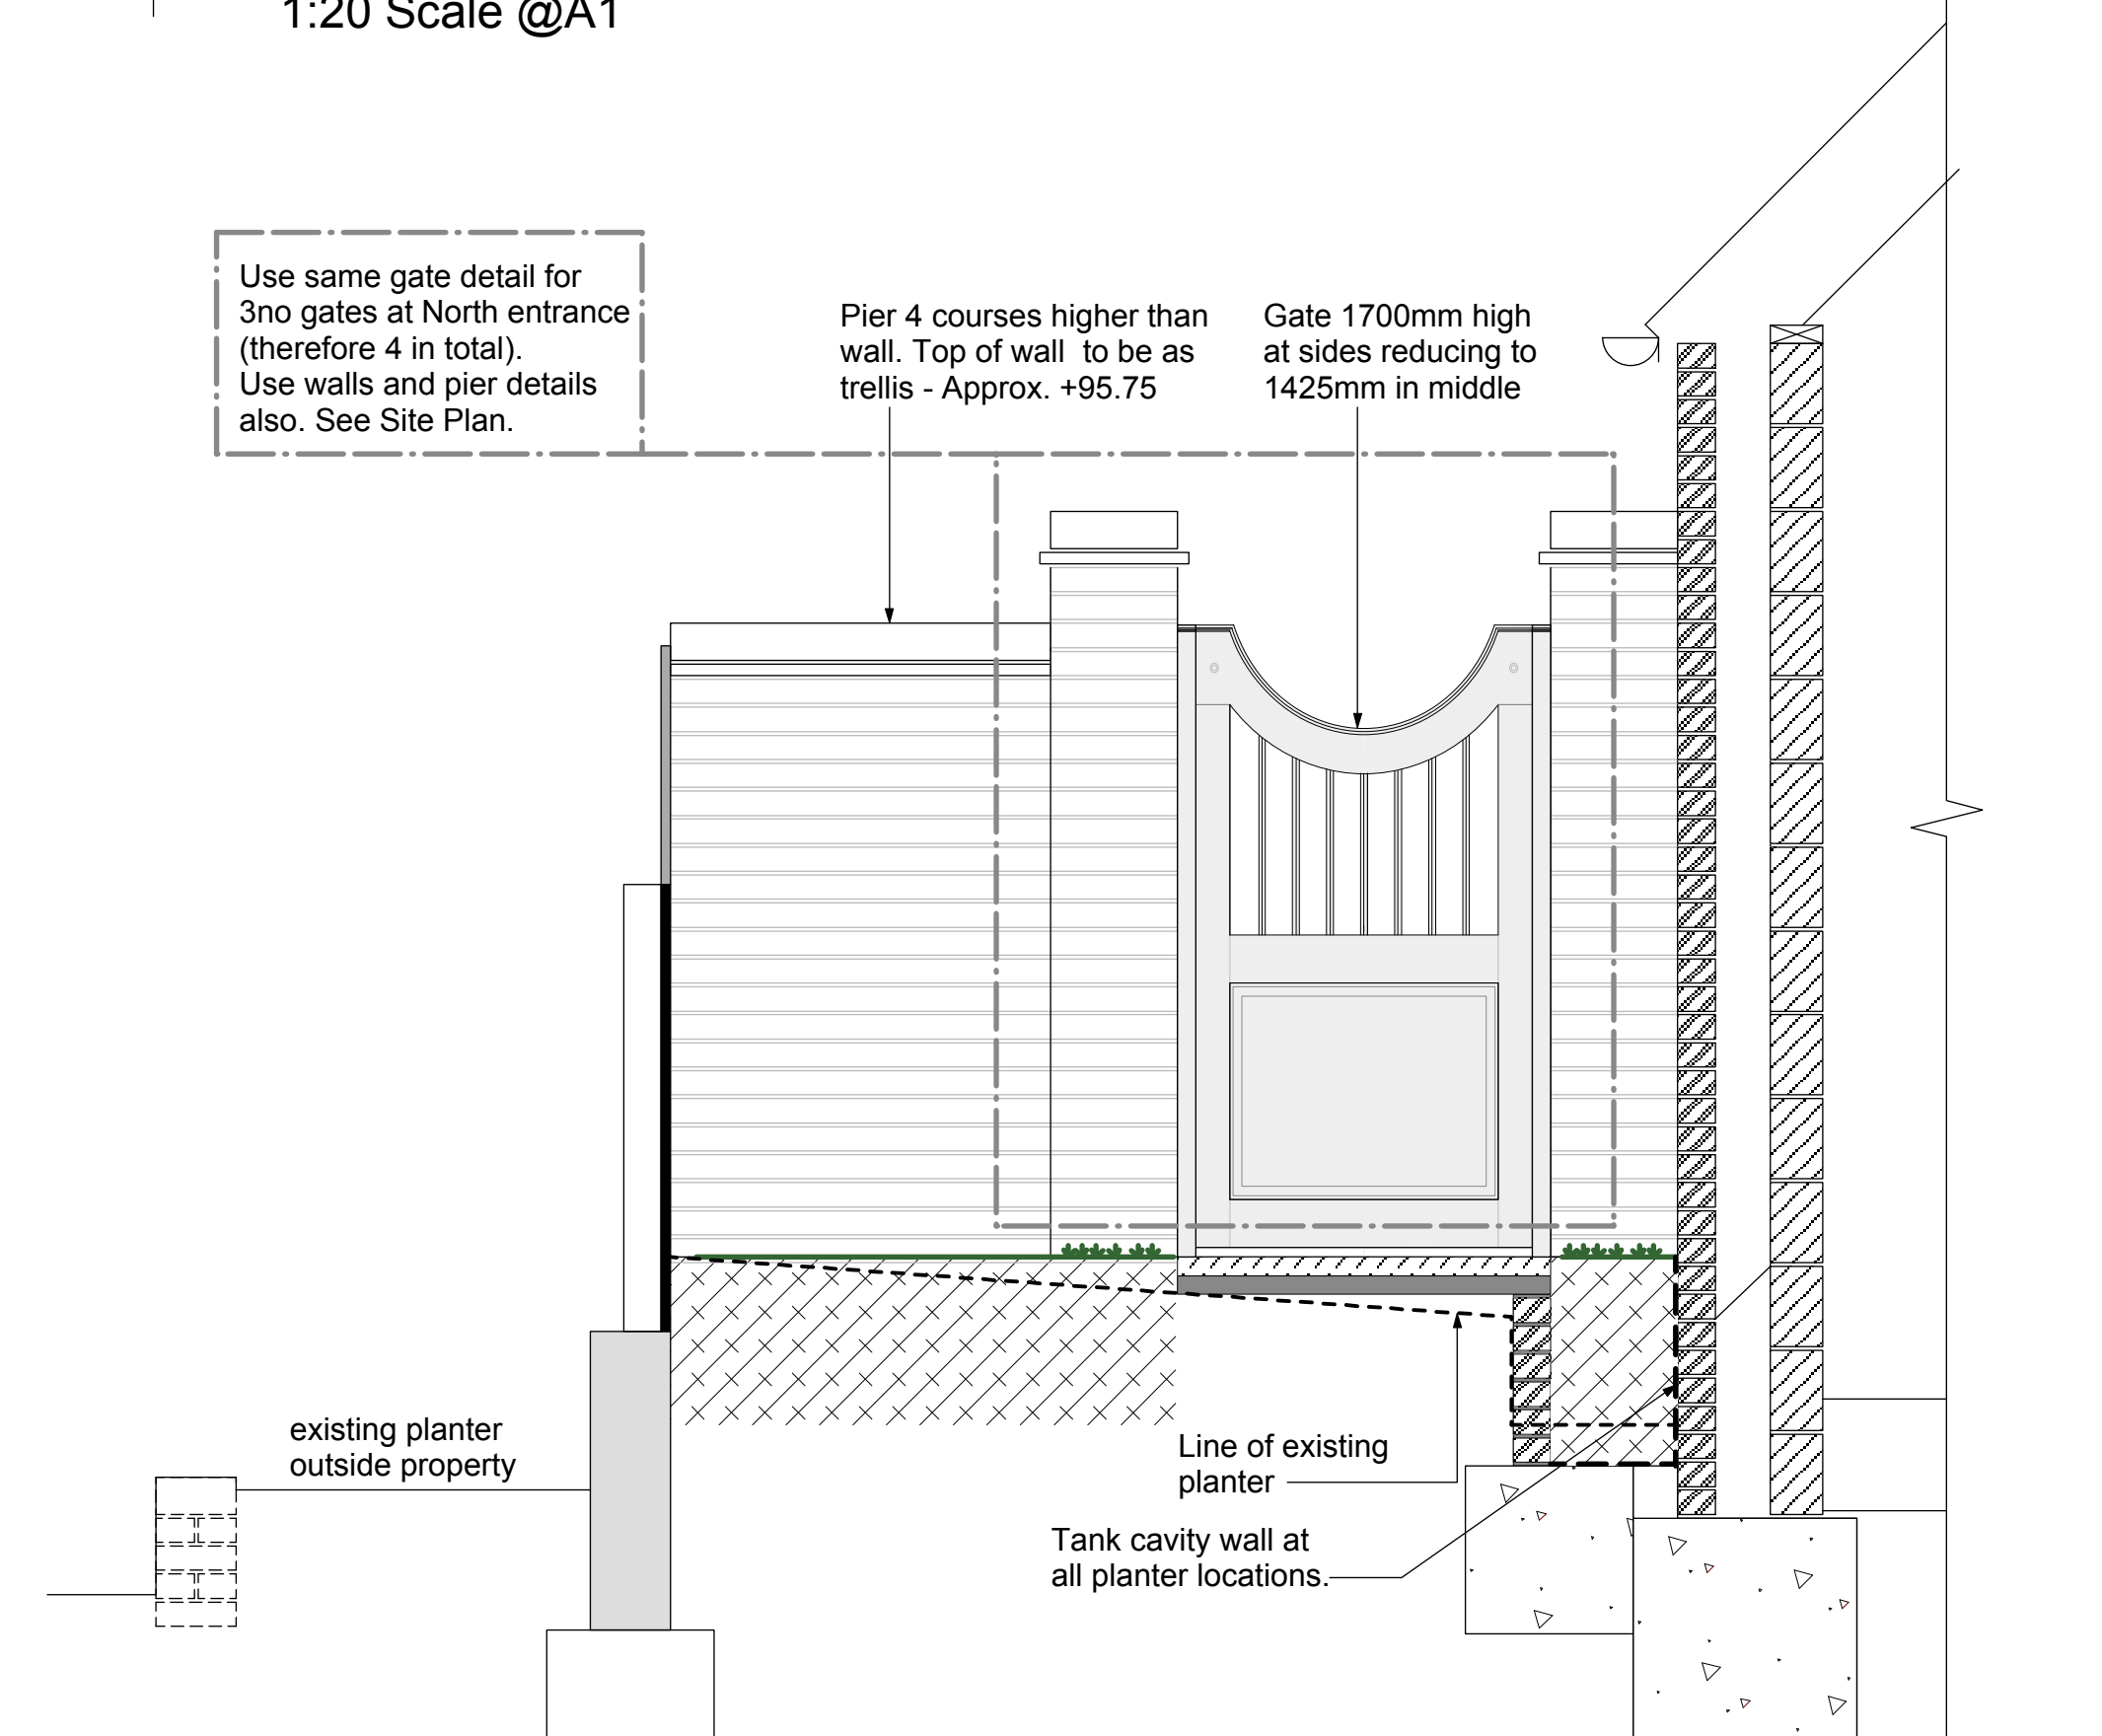 1:20 Scale @A1
Use same gate detail for
3no gates at North entrance
(therefore 4 in total).
Use walls and pier details
also. See Site Plan.
Pier 4 courses higher than
wall. Top of wall  to be as
trellis - Approx. +95.75
Gate 1700mm high
at sides reducing to
1425mm in middle
existing planter
outside property
Line of existing
planter
Tank cavity wall at
all planter locations.